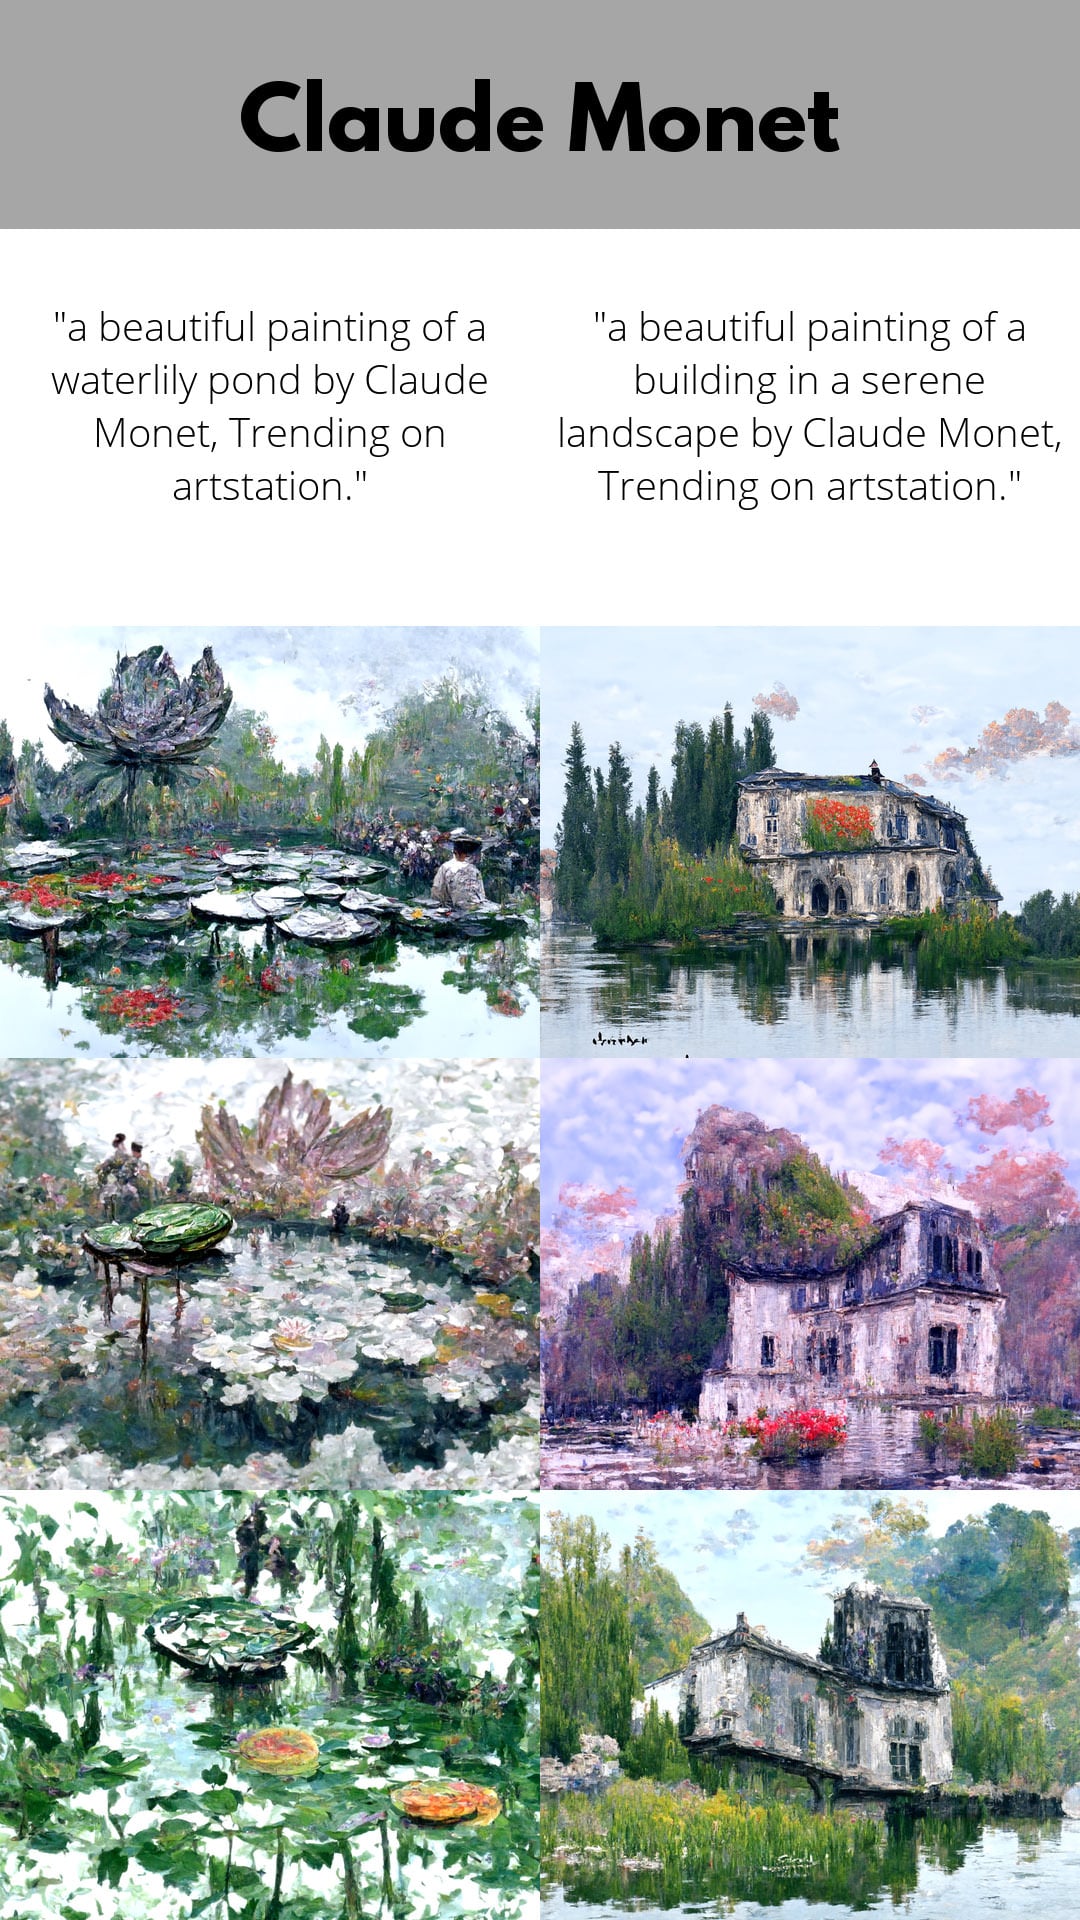 Claude Monet
"a beautiful painting of a
waterlily pond by Claude
Monet, Trending on
artstation."
"a beautiful painting of a
building in a serene
landscape by Claude Monet,
Trending on artstation."